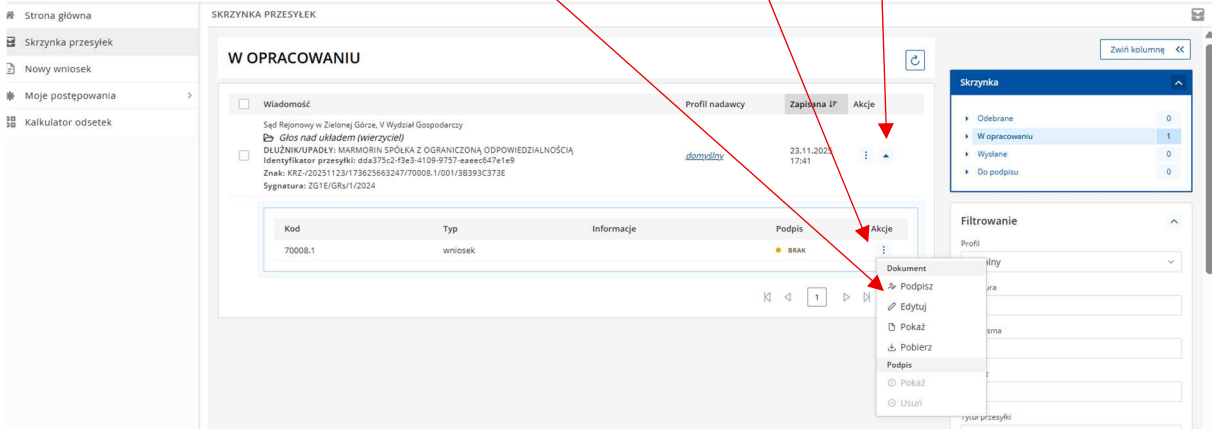 Strona główna
Skrzynka przesyłek
Nowy wniosek
Moje postępowania
Kalkulator odsetek
SKRZYNKA PRZESYŁEK
W OPRACOWANIU
Wiadomość Profil nadawcy Zapisana Akcje
Sąd Rejonowy w Zielonej Górze, V Wydział Gospodarczy
Głos nad układem (wierzyciel)
DŁUŻNIK/UPADŁY: MARMORIN SPÓŁKA Z OGRANICZONĄ ODPOWIEDZIALNOŚCIĄ
Identyfikator przesyłki: dda375c2-f3e3-4109-9757-eaeec647e1e9
Znak: KRZ-/20251123/173625663247/70008.1/001/3B393C373E
Sygnatura: ZG1E/GRs/1/2024
domyślny
23.11.2025
17:41
Kod Typ Informacje Podpis Akcje
70008.1 wniosek BRAK
1
Dokument
Podpisz
Edytuj
Pokaż
Pobierz
Podpis
Pokaż
Usuń
Zwiń kolumnę
Skrzynka
Odebrane 0
W opracowaniu 1
Wysłane 0
Do podpisu 0
Filtrowanie
Profil
Tytuł przesyłki